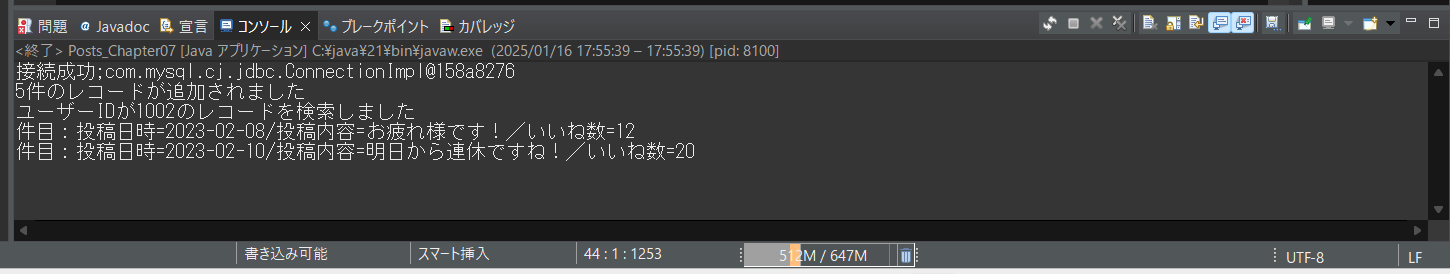 問題 @ Javadoc 宣言 コンソール × ブレークポイント カバレッジ
<終了> Posts_Chapter07 [Java アプリケーション] C:¥java¥21¥bin¥javaw.exe (2025/01/16 17:55:39 – 17:55:39) [pid: 8100]
接続成功;com.mysql.cj.jdbc.ConnectionImpl@158a8276
5件のレコードが追加されました
ユーザーIDが1002のレコードを検索しました
件目：投稿日時=2023-02-08/投稿内容=お疲れ様です！／いいね数=12
件目：投稿日時=2023-02-10/投稿内容=明日から連休ですね！／いいね数=20
書き込み可能 スマート挿入 44 : 1 : 1253 512M / 647M UTF-8 LF